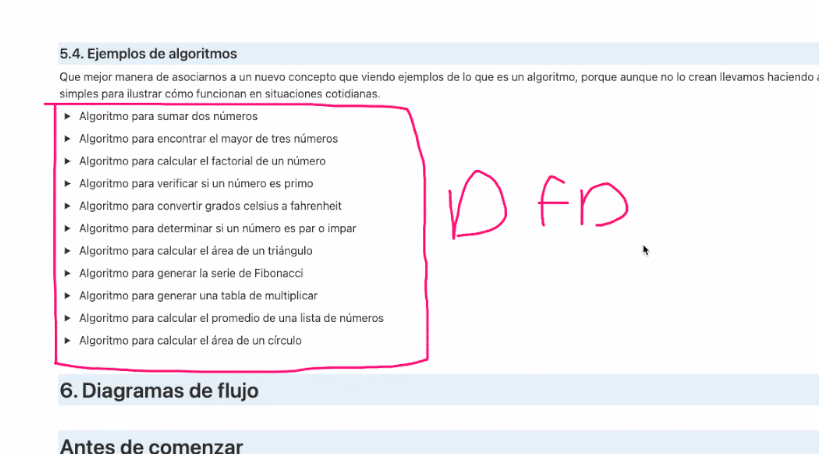 5.4. Ejemplos de algoritmos
Que mejor manera de asociarnos a un nuevo concepto que viendo ejemplos de lo que es un algoritmo, porque aunque no lo crean llevamos haciendo
simples para ilustrar cómo funcionan en situaciones cotidianas.
Algoritmo para sumar dos números
Algoritmo para encontrar el mayor de tres números
Algoritmo para calcular el factorial de un número
Algoritmo para verificar si un número es primo
Algoritmo para convertir grados celsius a fahrenheit
Algoritmo para determinar si un número es par o impar
Algoritmo para calcular el área de un triángulo
Algoritmo para generar la serie de Fibonacci
Algoritmo para generar una tabla de multiplicar
Algoritmo para calcular el promedio de una lista de números
Algoritmo para calcular el área de un círculo
DFD
6. Diagramas de flujo
Antes de comenzar